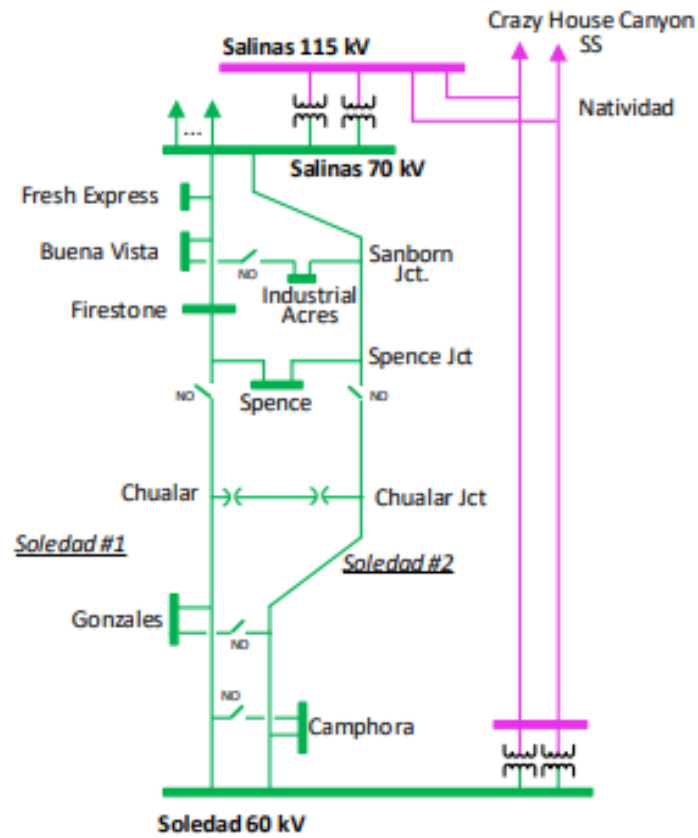 Crazy House Canyon
SS
Salinas 115 kV
Natividad
...
Salinas 70 kV
Fresh Express
Buena Vista
NO
Sanborn
Jct.
Industrial
Acres
Firestone
Spence Jct
NO
Spence
NO
Chualar
Chualar Jct
Soledad #1
Soledad #2
Gonzales
NO
NO
Camphora
Soledad 60 kV